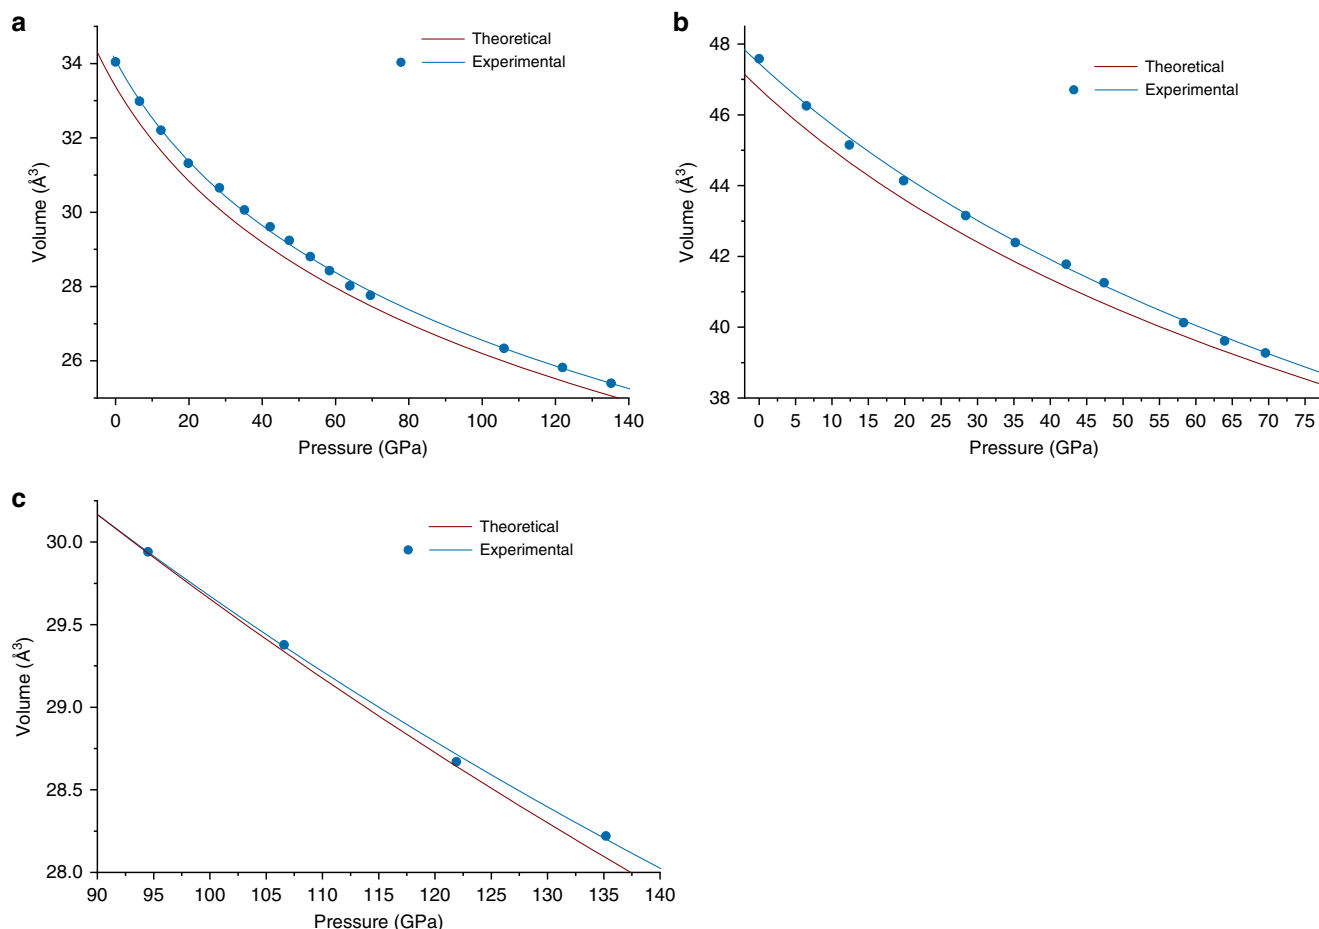 a
Theoretical
Experimental
34
32
30
28
26
Volume (Å³)
0 20 40 60 80 100 120 140
Pressure (GPa)
b
Theoretical
Experimental
48
46
44
42
40
38
Volume (Å³)
0 5 10 15 20 25 30 35 40 45 50 55 60 65 70 75
Pressure (GPa)
c
Theoretical
Experimental
30.0
29.5
29.0
28.5
28.0
Volume (Å³)
90 95 100 105 110 115 120 125 130 135 140
Pressure (GPa)